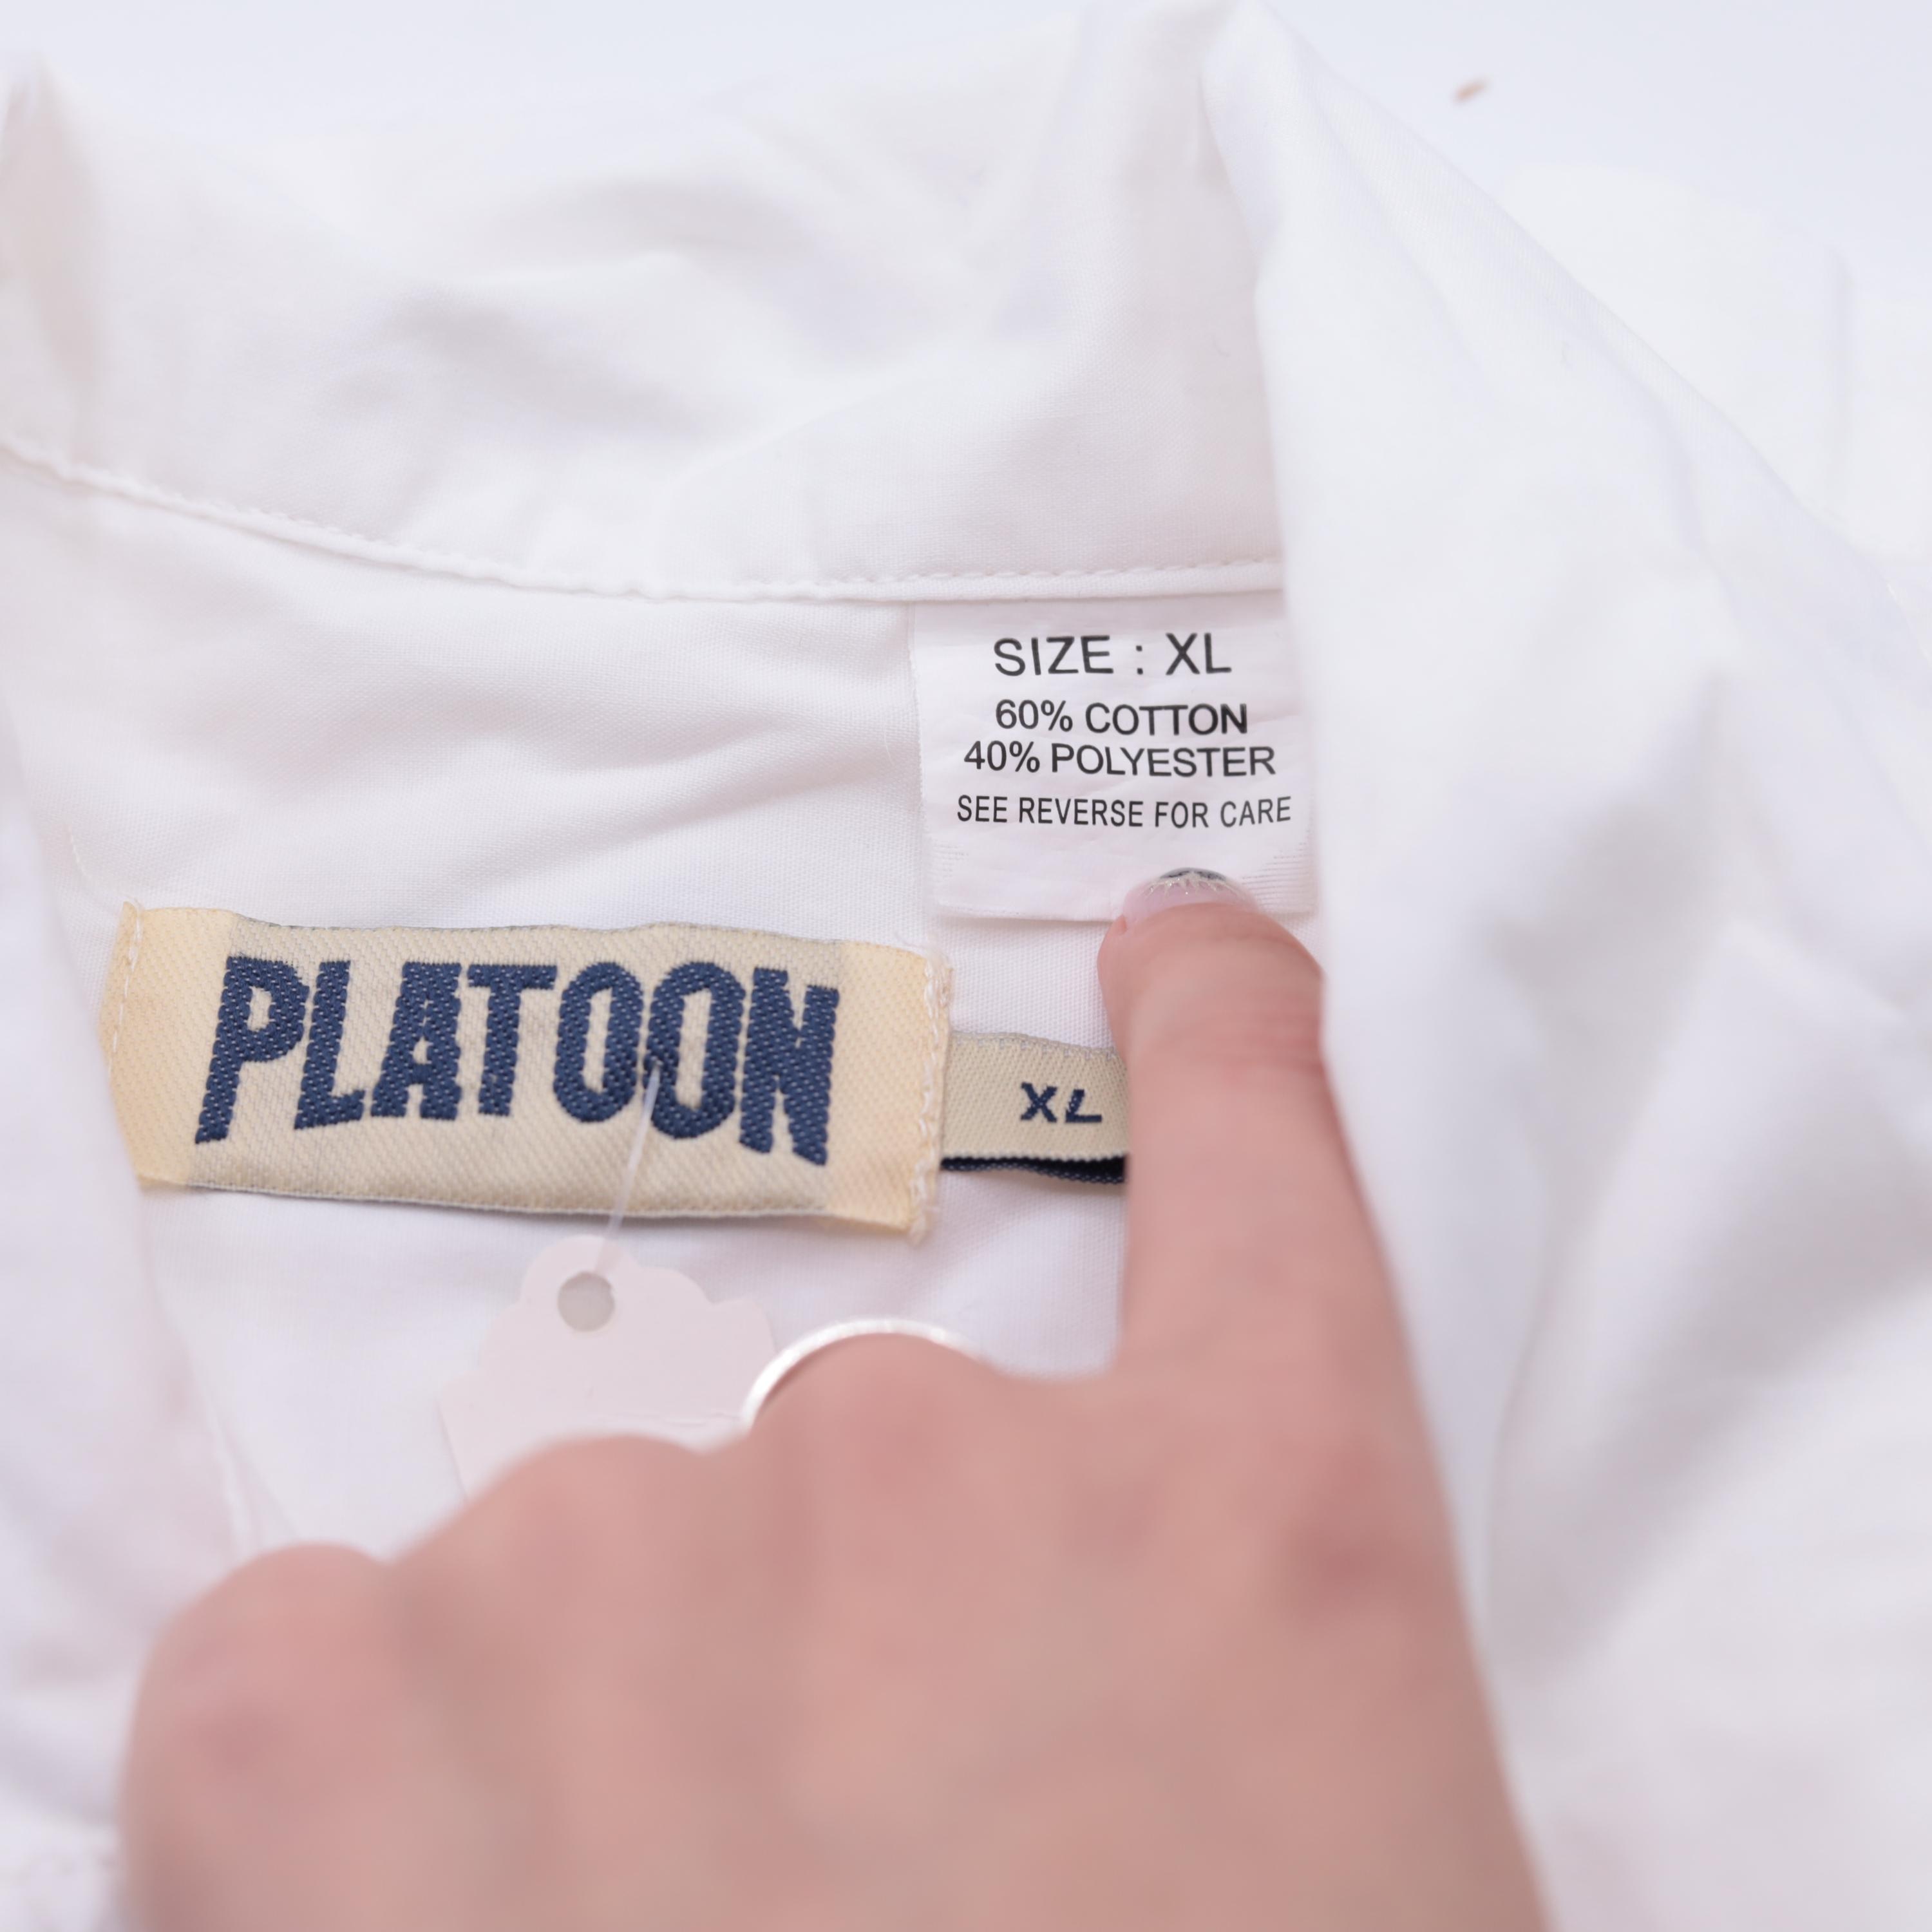 SIZE : XL
60% COTTON
40% POLYESTER
SEE REVERSE FOR CARE
PLATOON
XL